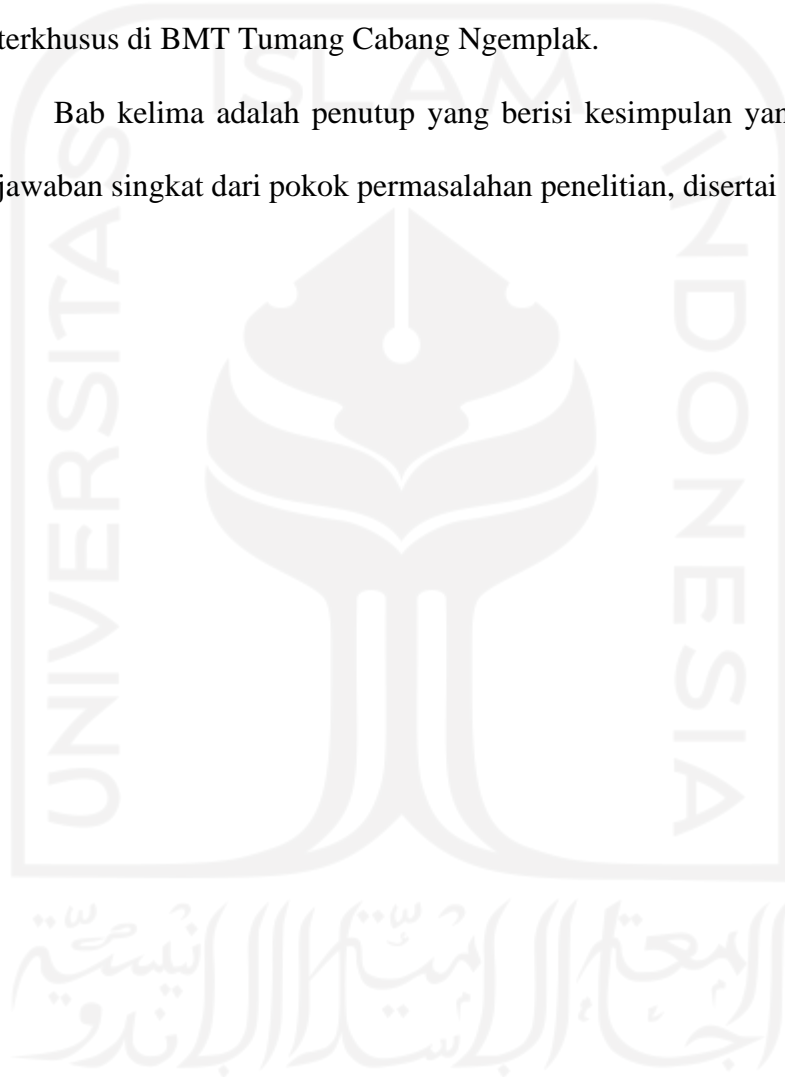 terkhusus di BMT Tumang Cabang Ngemplak.
Bab kelima adalah penutup yang berisi kesimpulan
jawaban singkat dari pokok permasalahan penelitian, disertai
ISLAM
UNIVERSITAS
INDONESIA